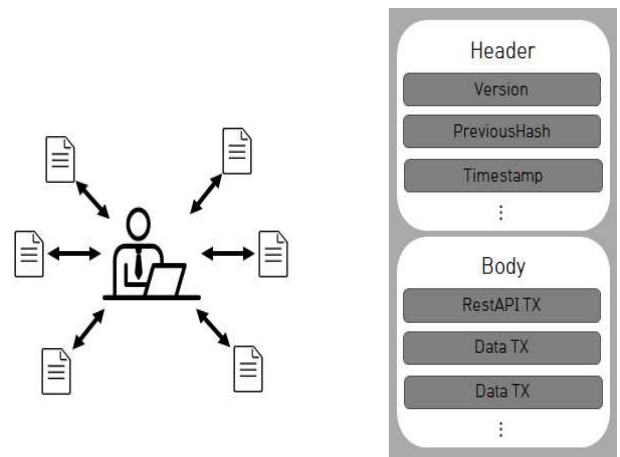 Header
Version
PreviousHash
Timestamp
⋮
Body
RestAPI TX
Data TX
Data TX
⋮